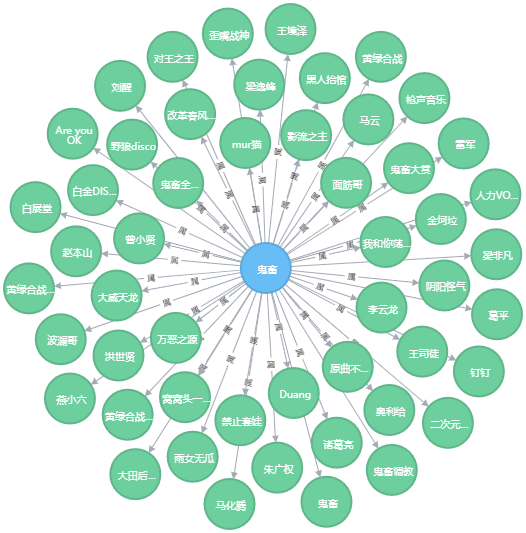 王境泽
歪嘴战神
对王之王
黄绿合战
黑人抬棺
梁逸峰
刘醒
枪声音乐
改革春风...
马云
影流之主
Are you
OK
野狼disco
mur猫
雷军
鬼畜大赏
鬼畜全...
面筋哥
白金DIS...
人力VO...
白展堂
金坷垃
曾小贤
我和你荡...
赵本山
梁非凡
鬼畜
黄绿合战...
大威天龙
阴阳怪气
李云龙
葛平
波澜哥
万恶之源
洪世贤
王司徒
原曲不...
钉钉
燕小六
窝窝头一...
Duang
奥利给
黄绿合战...
禁止套娃
二次元...
诸葛亮
雨女无瓜
朱广权
鬼畜调教
大田后...
马化腾
鬼畜